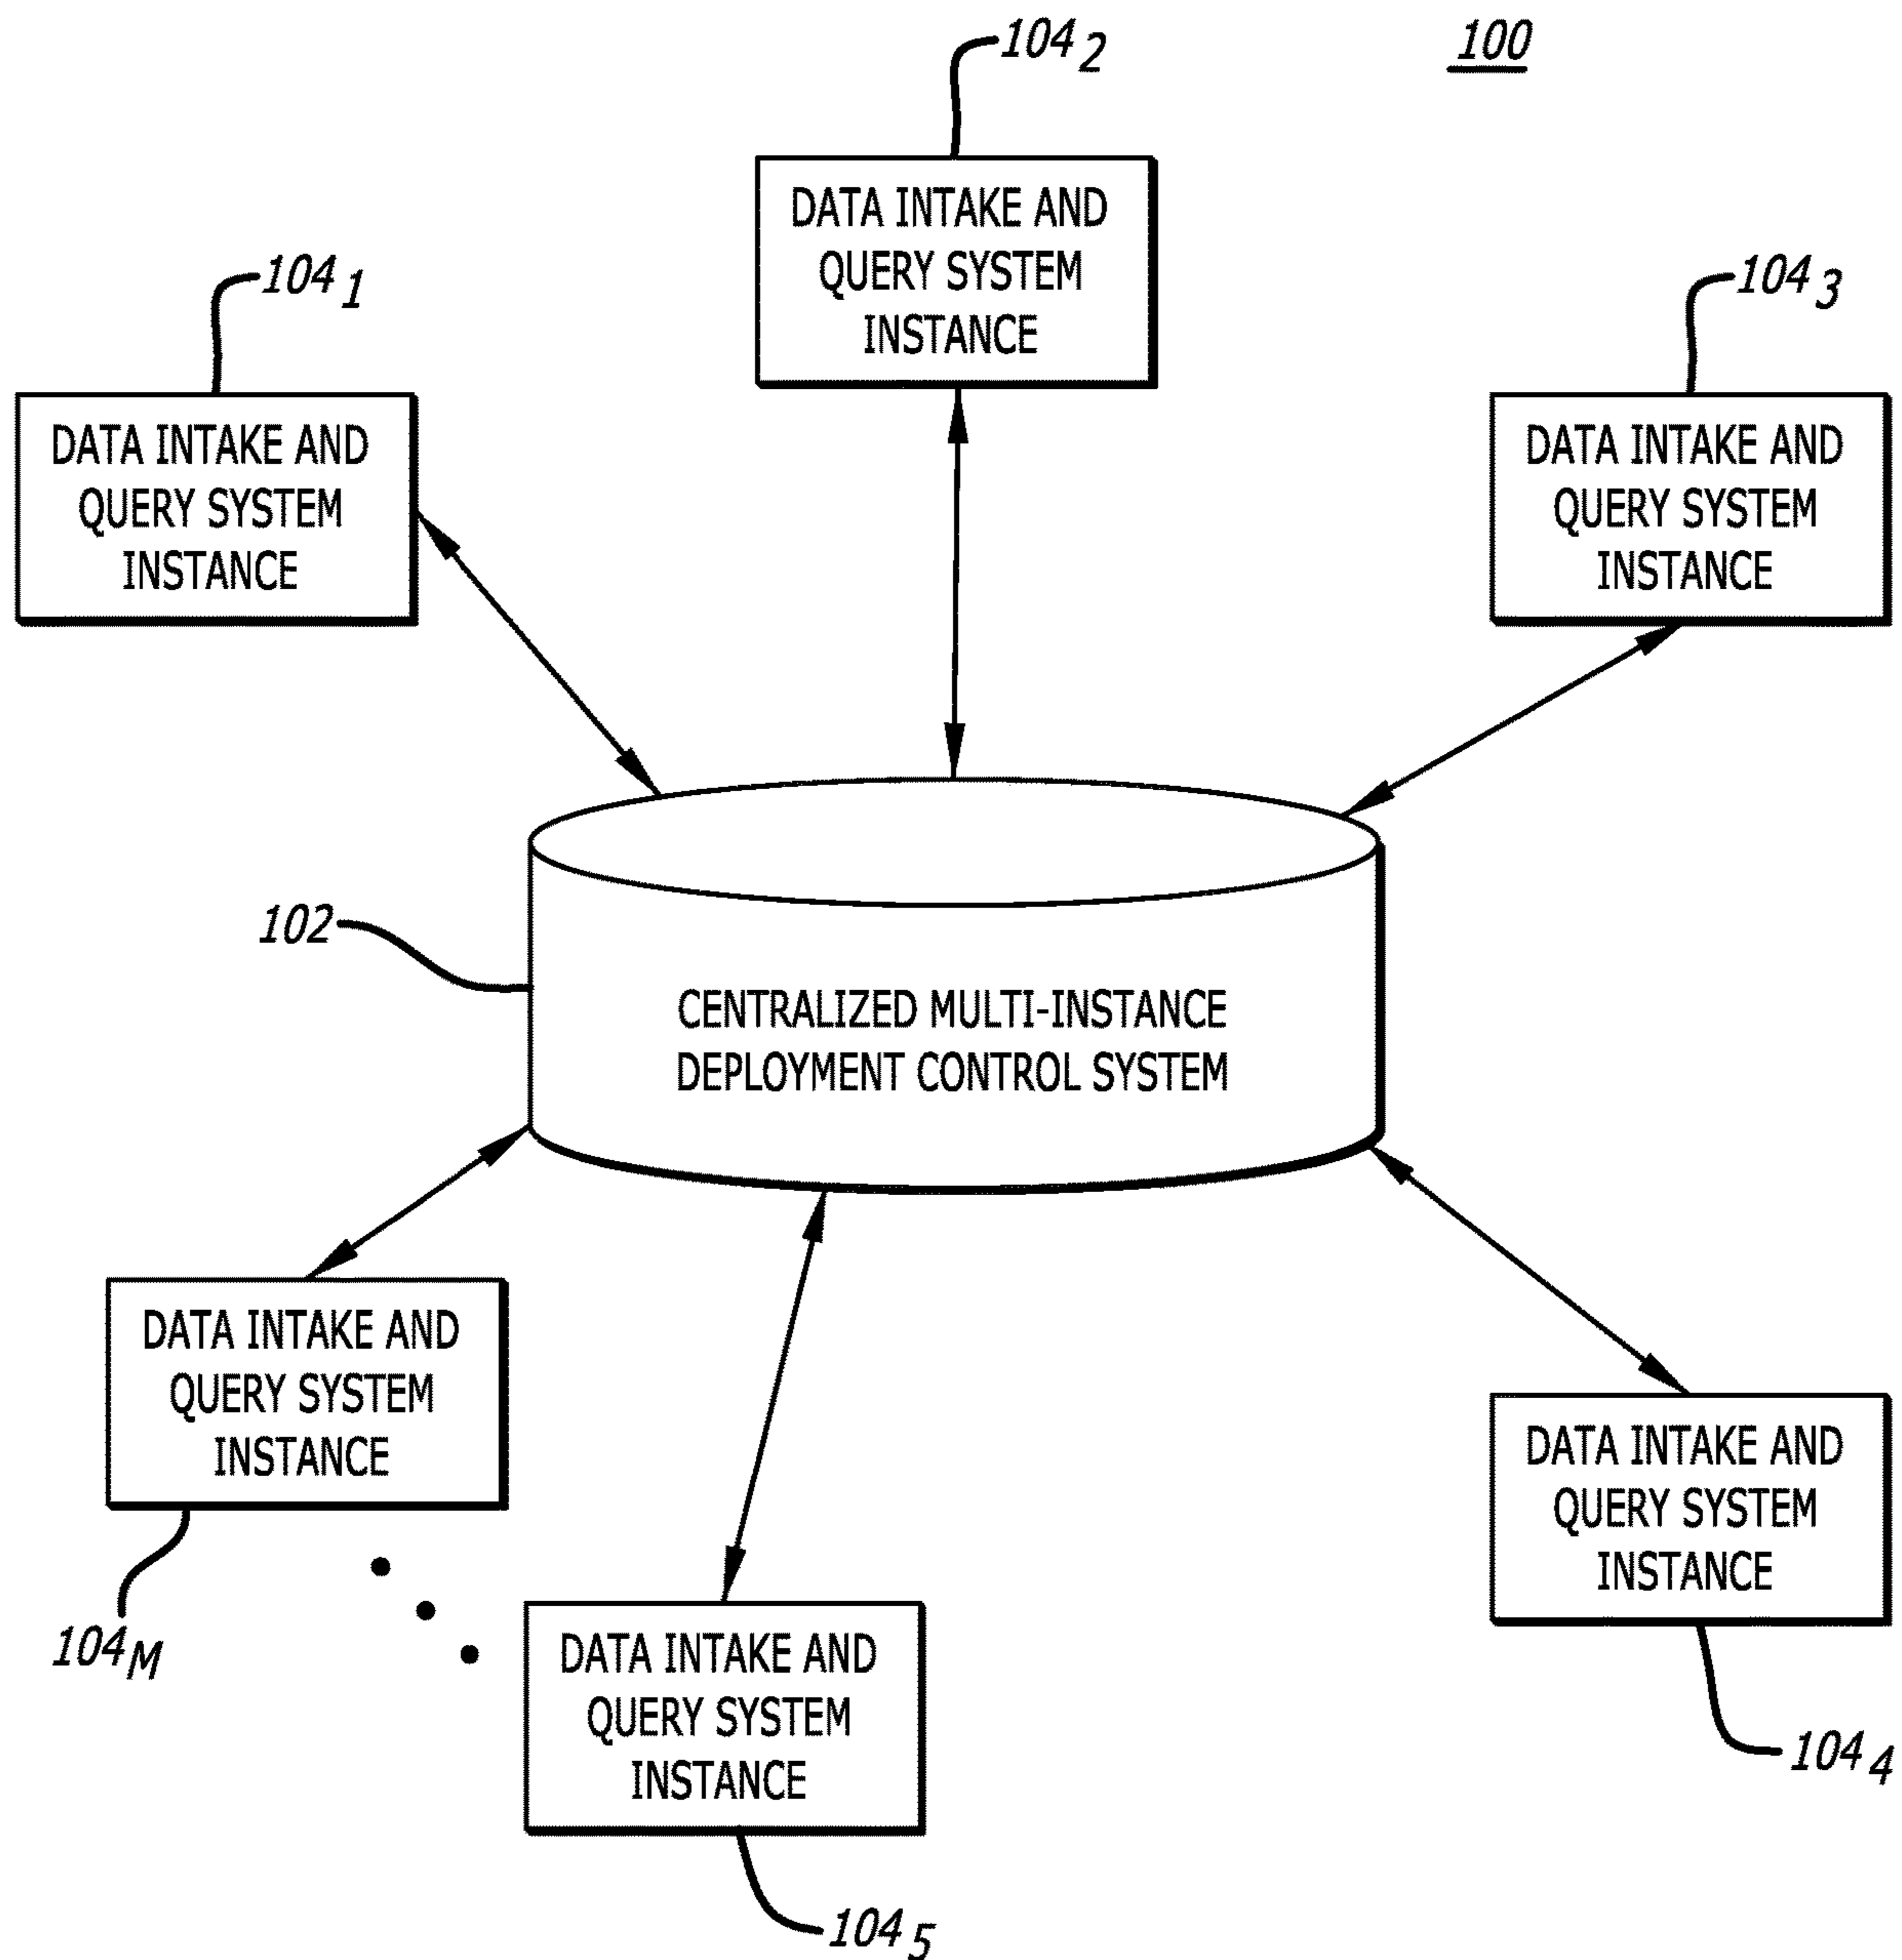 104 2
100
DATA INTAKE AND
QUERY SYSTEM
INSTANCE
104 1
DATA INTAKE AND
QUERY SYSTEM
INSTANCE
104 3
DATA INTAKE AND
QUERY SYSTEM
INSTANCE
102
CENTRALIZED MULTI-INSTANCE
DEPLOYMENT CONTROL SYSTEM
DATA INTAKE AND
QUERY SYSTEM
INSTANCE
104 M
DATA INTAKE AND
QUERY SYSTEM
INSTANCE
104 4
DATA INTAKE AND
QUERY SYSTEM
INSTANCE
104 5